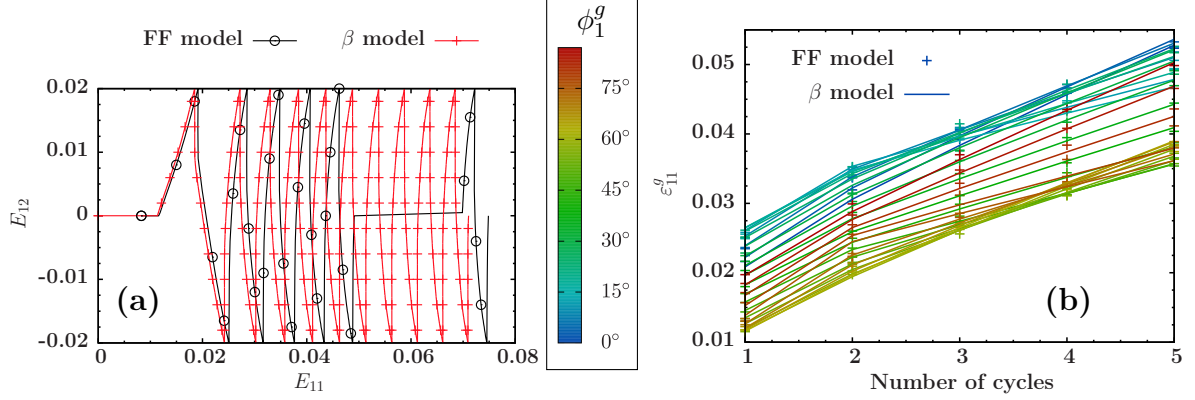 FF model
β model
0.02
0.01
0
-0.01
-0.02
E₁₂
(a)
0 0.02 0.04 0.06 0.08
E₁₁
ϕ₁ᵍ
75°
60°
45°
30°
15°
0°
FF model
β model
0.05
0.04
0.03
0.02
0.01
ε₁₁ᵍ
(b)
1 2 3 4 5
Number of cycles